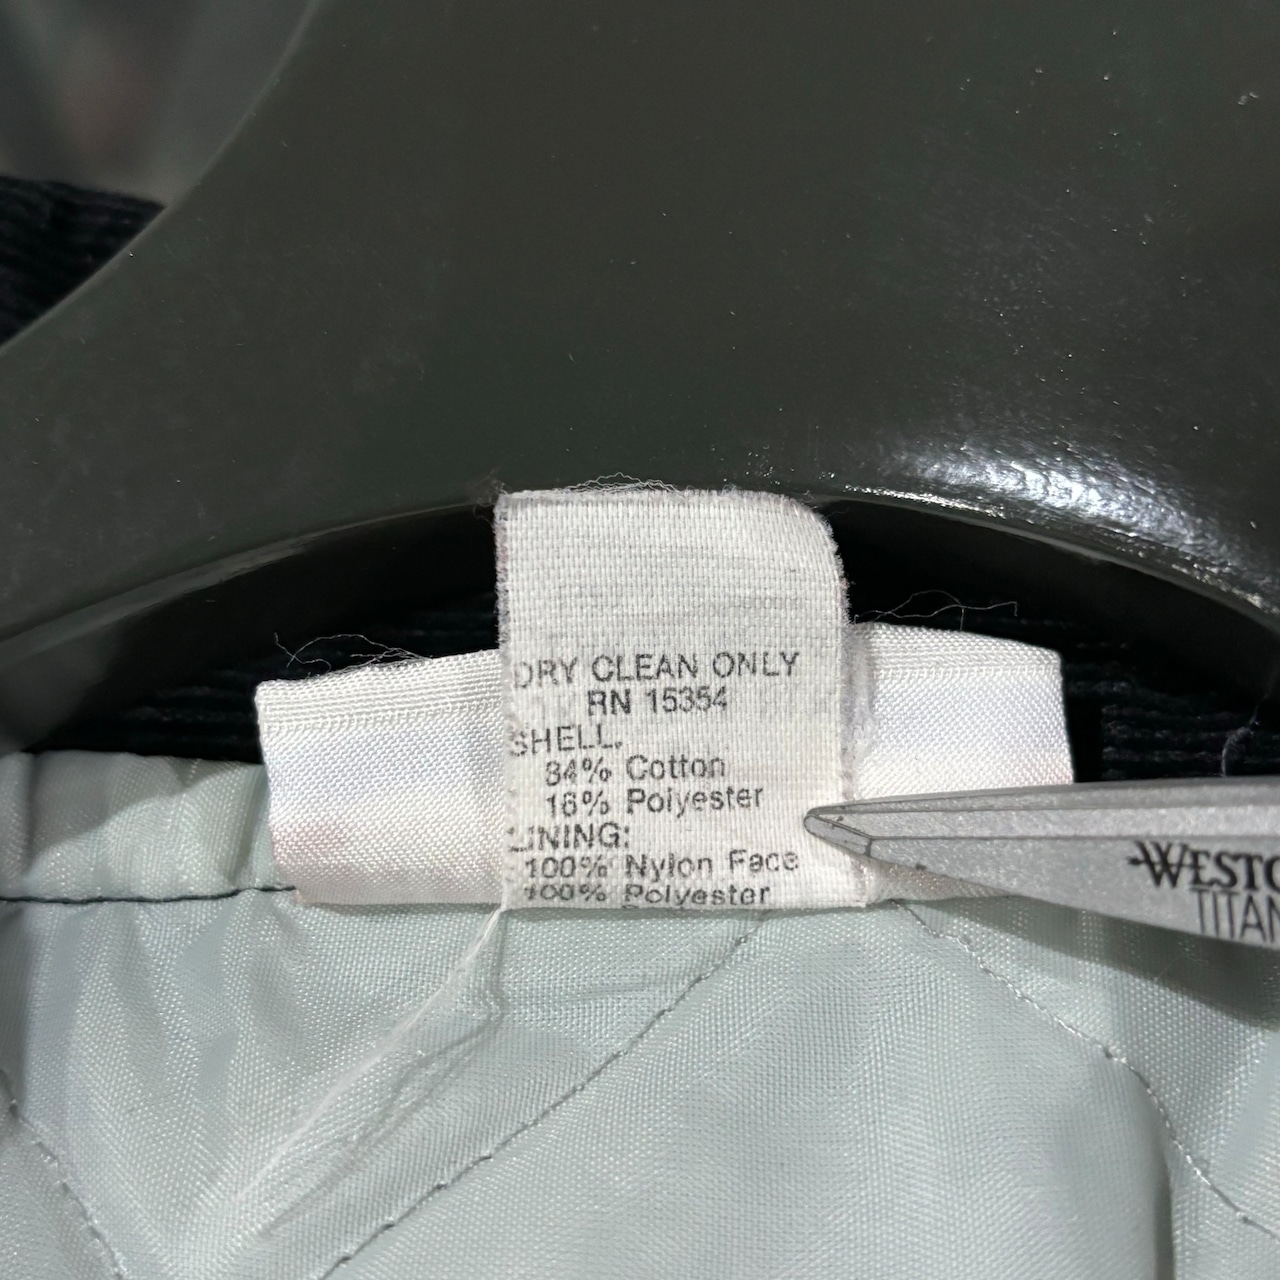 DRY CLEAN ONLY
RN 15354
SHELL:
84% Cotton
16% Polyester
LINING:
100% Nylon Face
100% Polyester
WESTC
TITAN